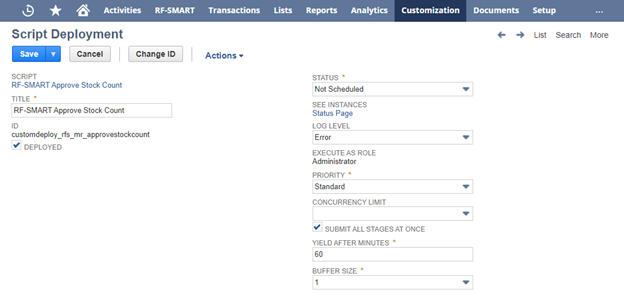 Activities RF-SMART Transactions Lists Reports Analytics Customization Documents Setup ...
Script Deployment
List Search More
Save Cancel Change ID Actions
SCRIPT
RF-SMART Approve Stock Count
TITLE *
RF-SMART Approve Stock Count
ID
customdeploy_rfs_mr_approvestockcount
DEPLOYED
STATUS *
Not Scheduled
SEE INSTANCES
Status Page
LOG LEVEL
Error
EXECUTE AS ROLE
Administrator
PRIORITY *
Standard
CONCURRENCY LIMIT
SUBMIT ALL STAGES AT ONCE
YIELD AFTER MINUTES *
60
BUFFER SIZE *
1